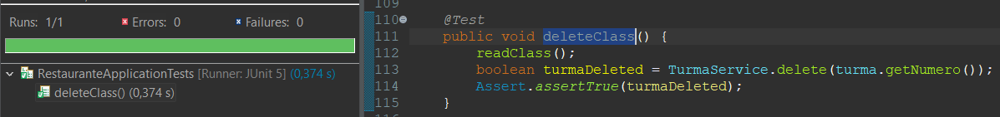 Runs: 1/1 Errors: 0 Failures: 0
RestauranteApplicationTests [Runner: JUnit 5] (0,374 s)
deleteClass() (0,374 s)
109
110 @Test
111 public void deleteClass() {
112 readClass();
113 boolean turmaDeleted = TurmaService.delete(turma.getNumero());
114 Assert.assertTrue(turmaDeleted);
115 }